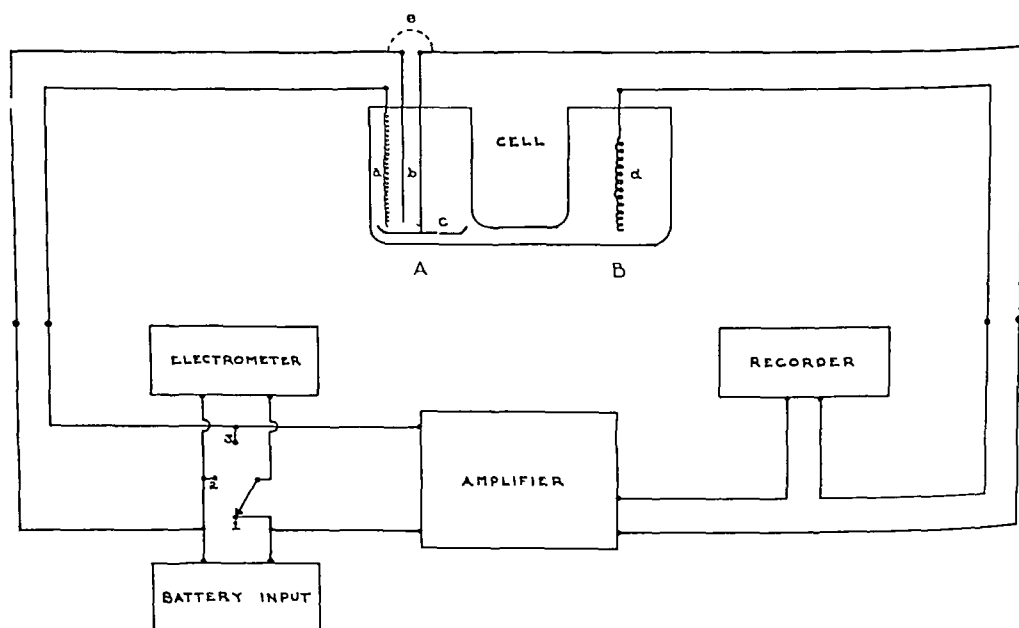 e
CELL
a
b
c
d
A
B
ELECTROMETER
RECORDER
3
2
1
AMPLIFIER
BATTERY INPUT